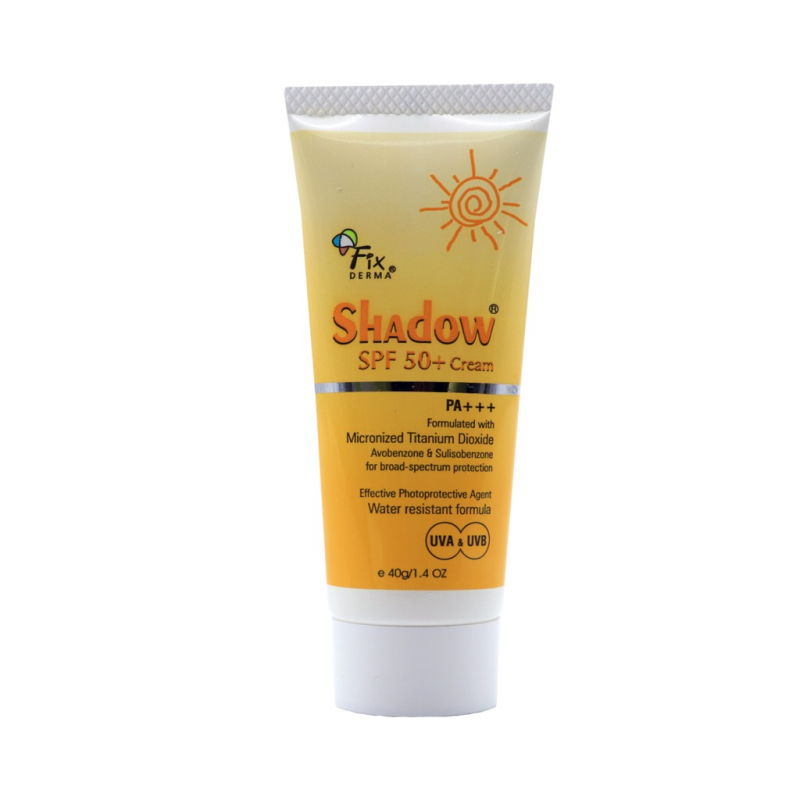 Fix
DERMA®
SHADOW®
SPF 50+ Cream
PA+++
Formulated with
Micronized Titanium Dioxide
Avobenzone & Sulisobenzone
for broad-spectrum protection
Effective Photoprotective Agent
Water resistant formula
UVA & UVB
e 40g/1.4 OZ